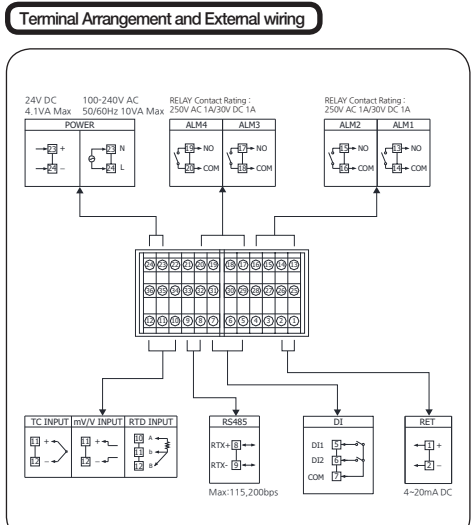 Terminal Arrangement and External wiring
24V DC
4.1VA Max
100-240V AC
50/60Hz 10VA Max
RELAY Contact Rating :
250V AC 1A/30V DC 1A
RELAY Contact Rating :
250V AC 1A/30V DC 1A
POWER
23 +
24 −
23 N
24 L
ALM4 ALM3
19 NO
20 COM
17 NO
18 COM
ALM2 ALM1
15 NO
16 COM
13 NO
14 COM
24 23 22 21 20 19 18 17 16 15 14 13
36 35 34 33 32 31 30 29 28 27 26 25
12 11 10 9 8 7 6 5 4 3 2 1
TC INPUT mV/V INPUT RTD INPUT
11 +
12 −
11 +
12 −
10 A
11 b
12 B
RS485
RTX+ 8
RTX- 9
Max:115,200bps
DI
DI1 5
DI2 6
COM 7
RET
1 +
2 −
4~20mA DC